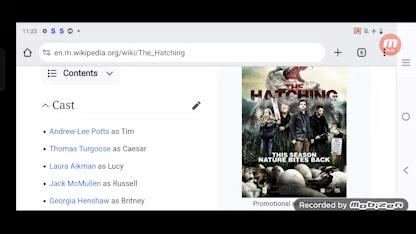 11:23
en.m.wikipedia.org/wiki/The_Hatching
6
Contents
Cast
Andrew-Lee Potts as Tim
Thomas Turgoose as Caesar
Laura Aikman as Lucy
Jack McMullen as Russell
Georgia Henshaw as Britney
THE
HATCHING
THIS SEASON
NATURE BITES BACK
Promotional
Recorded by Mobizen